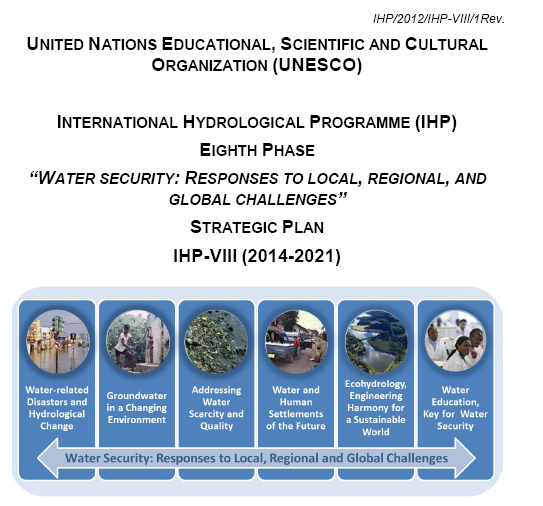 IHP/2012/IHP-VIII/1Rev.
UNITED NATIONS EDUCATIONAL, SCIENTIFIC AND CULTURAL
ORGANIZATION (UNESCO)
INTERNATIONAL HYDROLOGICAL PROGRAMME (IHP)
EIGHTH PHASE
“WATER SECURITY: RESPONSES TO LOCAL, REGIONAL, AND
GLOBAL CHALLENGES”
STRATEGIC PLAN
IHP-VIII (2014-2021)
Water-related
Disasters and
Hydrological
Change
Groundwater
in a Changing
Environment
Addressing
Water
Scarcity and
Quality
Water and
Human
Settlements
of the Future
Ecohydrology,
Engineering
Harmony for
a Sustainable
World
Water
Education,
Key for Water
Security
Water Security: Responses to Local, Regional and Global Challenges